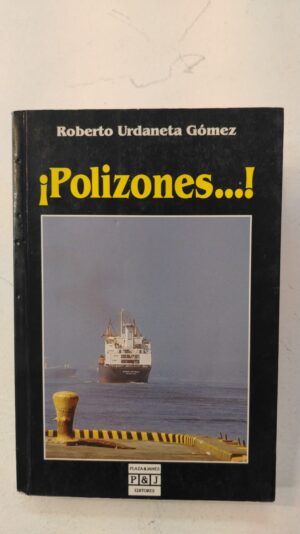 Roberto Urdaneta Gómez
¡Polizones...!
PLAZA & JANES
P&J
EDITORES